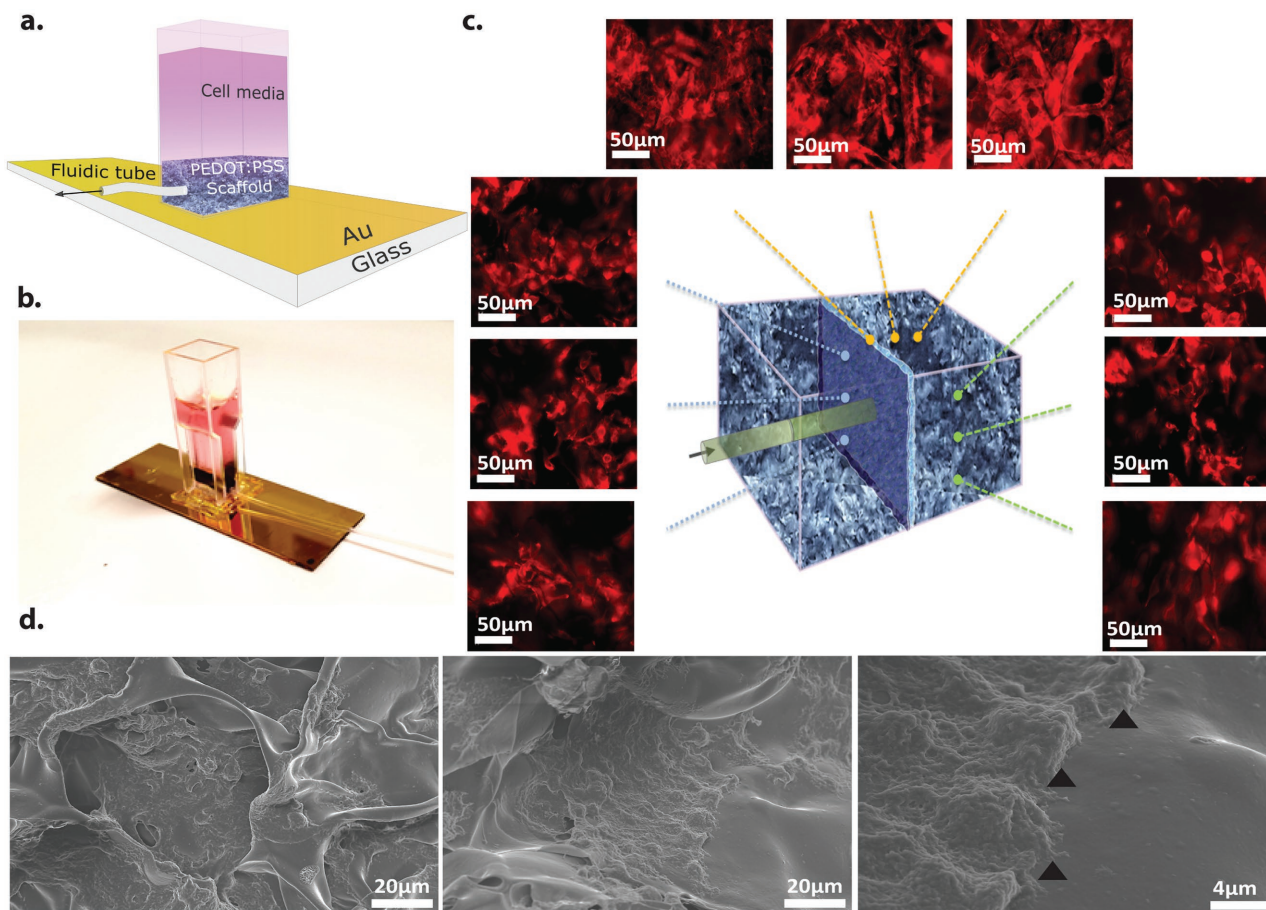 a.
Cell media
Fluidic tube
PEDOT:PSS
Scaffold
Au
Glass
b.
c.
50µm
50µm
50µm
50µm
50µm
50µm
50µm
50µm
50µm
d.
20µm
20µm
4µm